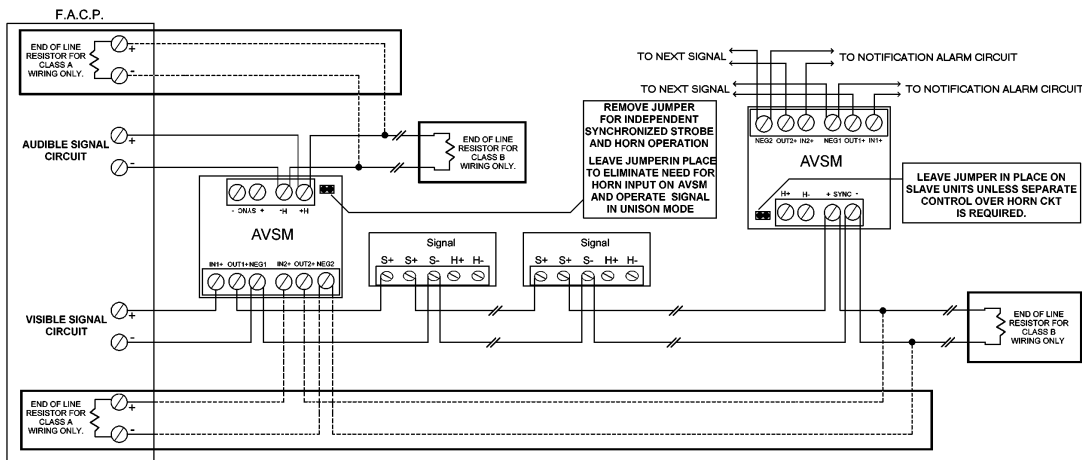 F.A.C.P.
END OF LINE
RESISTOR FOR
CLASS A
WIRING ONLY.
+
-
AUDIBLE SIGNAL
CIRCUIT
+
-
END OF LINE
RESISTOR FOR
CLASS B
WIRING ONLY.
REMOVE JUMPER
FOR INDEPENDENT
SYNCHRONIZED STROBE
AND HORN OPERATION
LEAVE JUMPERIN PLACE
TO ELIMINATE NEED FOR
HORN INPUT ON AVSM
AND OPERATE SIGNAL
IN UNISON MODE
TO NEXT SIGNAL
TO NOTIFICATION ALARM CIRCUIT
TO NEXT SIGNAL
TO NOTIFICATION ALARM CIRCUIT
NEG2 OUT2+ IN2+ NEG1 OUT1+ IN1+
AVSM
H+ H- + SYNC -
LEAVE JUMPER IN PLACE ON
SLAVE UNITS UNLESS SEPARATE
CONTROL OVER HORN CKT
IS REQUIRED.
- SYNC + H- H+
AVSM
IN1+ OUT1+ NEG1 IN2+ OUT2+ NEG2
Signal
S+ S+ S- H+ H-
Signal
S+ S+ S- H+ H-
VISIBLE SIGNAL
CIRCUIT
+
-
END OF LINE
RESISTOR FOR
CLASS B
WIRING ONLY
END OF LINE
RESISTOR FOR
CLASS A
WIRING ONLY.
+
-